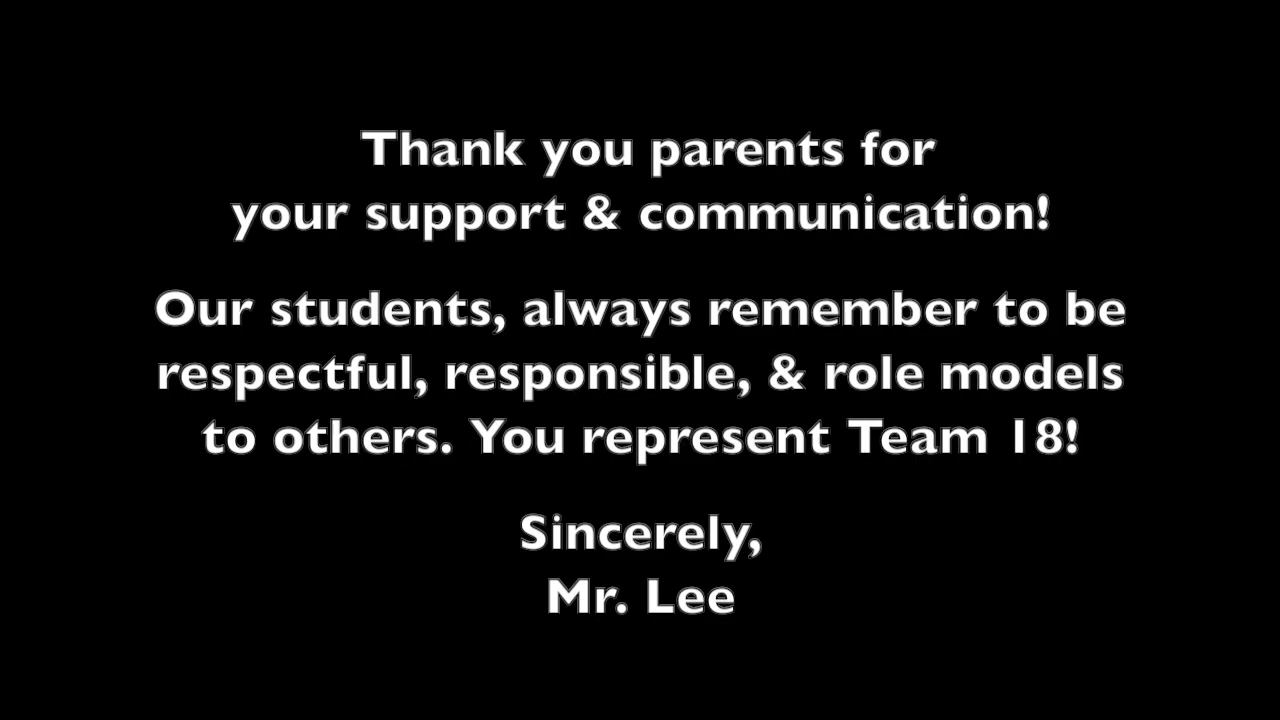 Thank you parents for
your support & communication!
Our students, always remember to be
respectful, responsible, & role models
to others. You represent Team 18!
Sincerely,
Mr. Lee